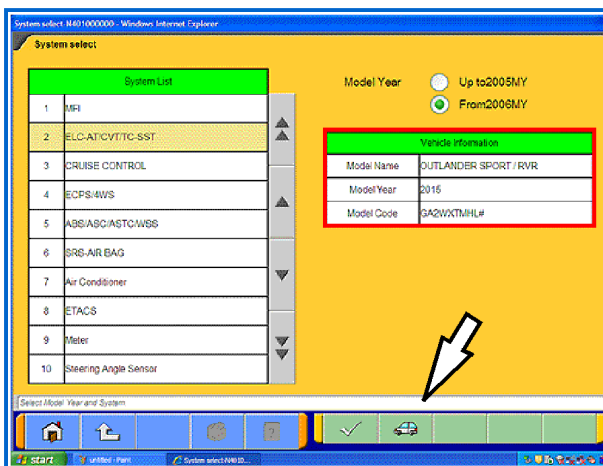 System select-N401000000 - Windows Internet Explorer
System select
System List
1 MFI
2 ELC-AT/CVT/TC-SST
3 CRUISE CONTROL
4 ECPS/4WS
5 ABS/ASC/ASTC/WSS
6 SRS-AIR BAG
7 Air Conditioner
8 ETACS
9 Meter
10 Steering Angle Sensor
Model Year
Up to2005MY
From2006MY
Vehicle Information
Model Name OUTLANDER SPORT / RVR
Model Year 2015
Model Code GA2WXTMHL#
Select Model Year and System
start
untitled - Paint
System select-N4010...